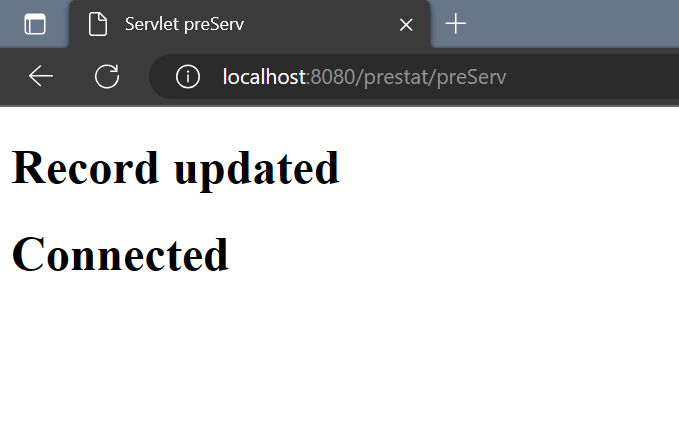 Servlet preServ
localhost:8080/prestat/preServ
Record updated
Connected